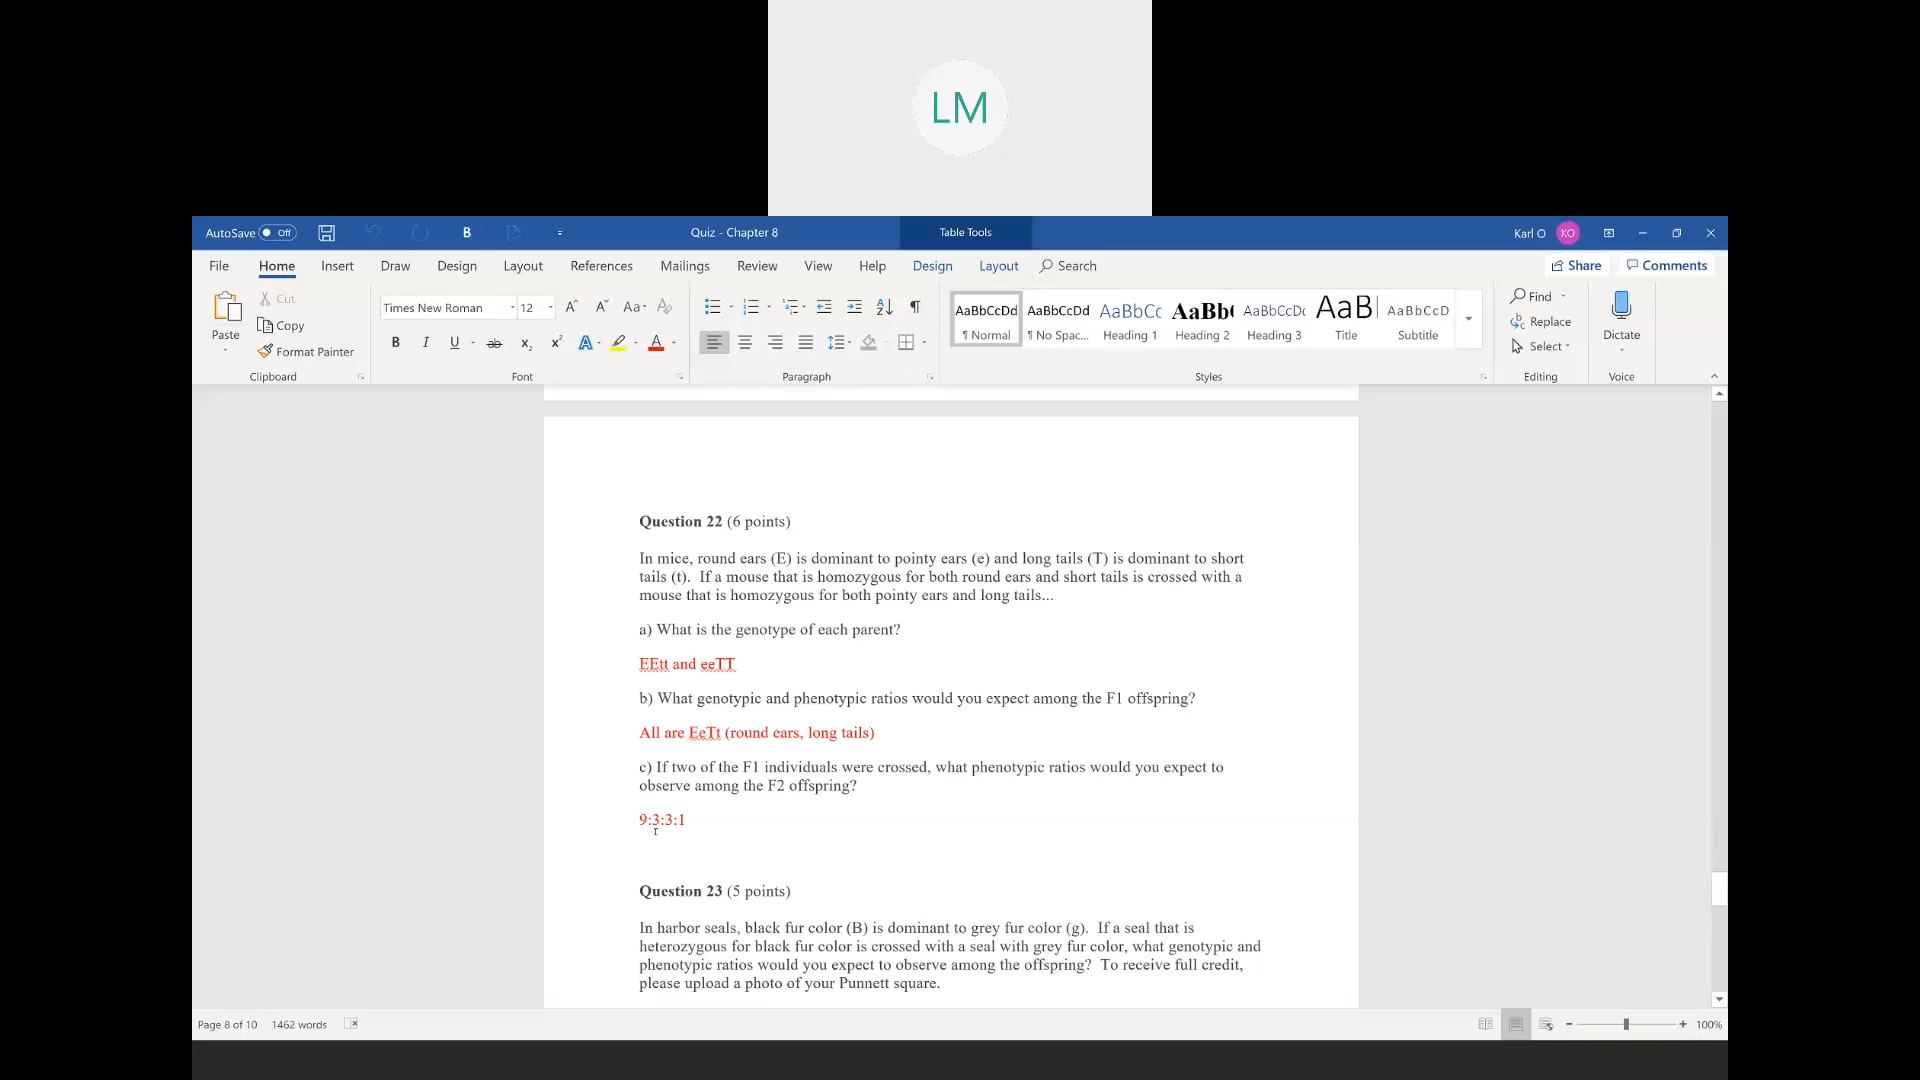 LM
AutoSave Off B Quiz - Chapter 8 Table Tools Karl O KO
File Home Insert Draw Design Layout References Mailings Review View Help Design Layout Search Share Comments
Paste
Cut
Copy
Format Painter
Clipboard
Times New Roman 12 Aa
B I U ab x₂ x² A A
Font
Paragraph
AaBbCcDd AaBbCcDd AaBbCc AaBb( AaBbCcDc AaB AaBbCcD
¶ Normal ¶ No Spac... Heading 1 Heading 2 Heading 3 Title Subtitle
Styles
Find
Replace
Select
Editing
Dictate
Voice
Question 22 (6 points)
In mice, round ears (E) is dominant to pointy ears (e) and long tails (T) is dominant to short
tails (t).  If a mouse that is homozygous for both round ears and short tails is crossed with a
mouse that is homozygous for both pointy ears and long tails...
a) What is the genotype of each parent?
EEtt and eeTT
b) What genotypic and phenotypic ratios would you expect among the F1 offspring?
All are EeTt (round ears, long tails)
c) If two of the F1 individuals were crossed, what phenotypic ratios would you expect to
observe among the F2 offspring?
9:3:3:1
Question 23 (5 points)
In harbor seals, black fur color (B) is dominant to grey fur color (g).  If a seal that is
heterozygous for black fur color is crossed with a seal with grey fur color, what genotypic and
phenotypic ratios would you expect to observe among the offspring?  To receive full credit,
please upload a photo of your Punnett square.
Page 8 of 10 1462 words 100%